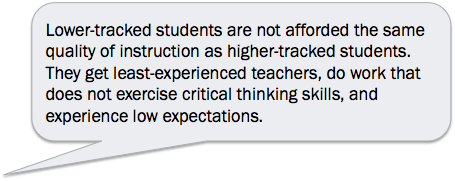 Lower-tracked students are not afforded the same
quality of instruction as higher-tracked students.
They get least-experienced teachers, do work that
does not exercise critical thinking skills, and
experience low expectations.